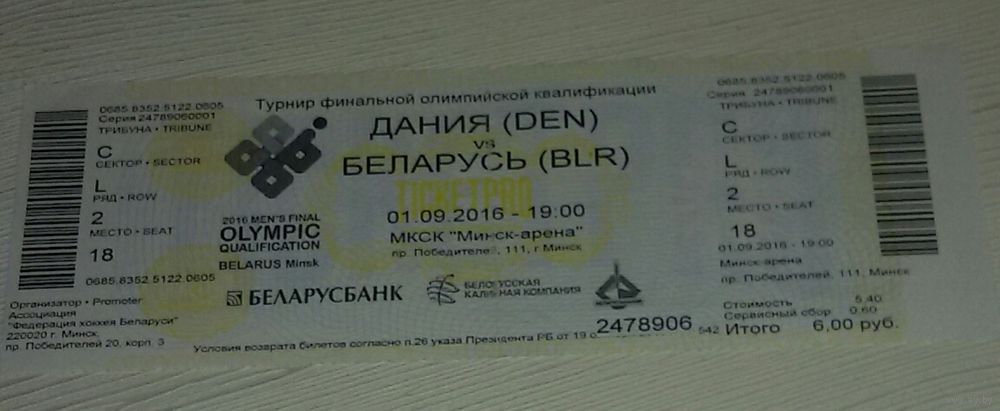 0685.8352.5122.0605
Серия 24789060001
ТРИБУНА • TRIBUNE
C
СЕКТОР • SECTOR
L
РЯД • ROW
2
МЕСТО • SEAT
18
0685.8352.5122.0605
Организатор • Promoter
Ассоциация
"Федерация хоккея Беларуси"
220020 г. Минск
пр. Победителей 20, корп. 3
Турнир финальной олимпийской квалификации
ДАНИЯ (DEN)
vs
БЕЛАРУСЬ (BLR)
TICKETPRO
01.09.2016 - 19:00
МКСК "Минск-арена"
пр. Победителей, 111, г Минск
2016 MEN'S FINAL
OLYMPIC
QUALIFICATION
BELARUS Minsk
БЕЛАРУСБАНК
БЕЛОРУССКАЯ
КАЛИЙНАЯ КОМПАНИЯ
2478906
Условия возврата билетов согласно п.26 указа Президента РБ от 19 о
542
0685.8352.5122.0605
Серия 24789060001
ТРИБУНА • TRIBUNE
C
СЕКТОР • SECTOR
L
РЯД • ROW
2
МЕСТО • SEAT
18
01.09.2016 - 19:00
Минск-арена
пр. Победителей, 111, Минск
Стоимость 5,40
Сервисный сбор 0.60
Итого 6,00 руб.